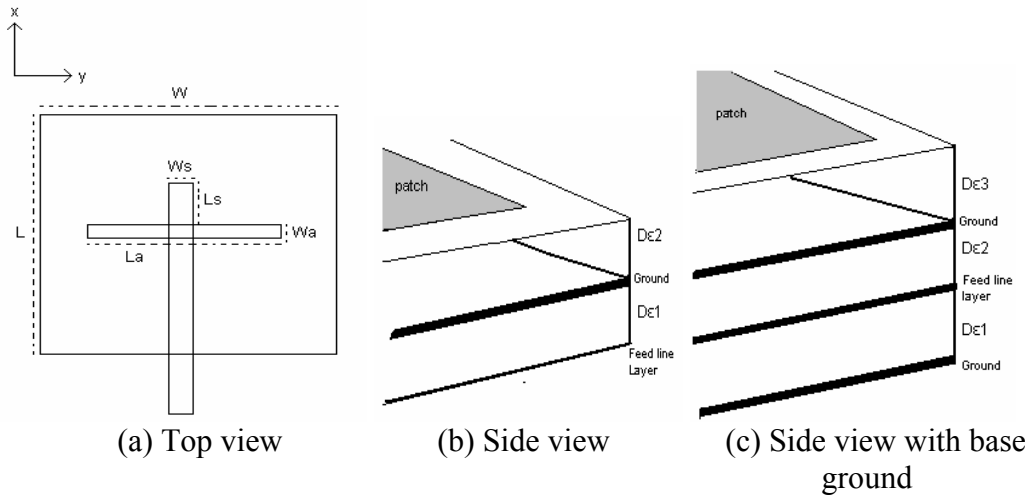 x
y
W
Ws
Ls
L
Wa
La
(a) Top view
patch
Dε2
Ground
Dε1
Feed line
Layer
(b) Side view
patch
Dε3
Ground
Dε2
Feed line
layer
Dε1
Ground
(c) Side view with base
ground